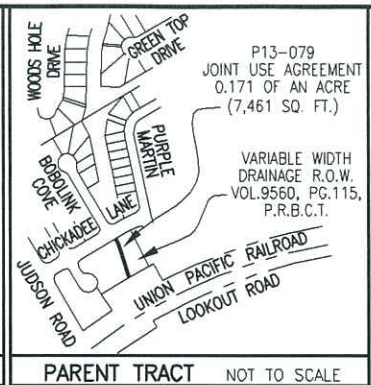 WOODS HOLE
DRIVE
GREEN TOP
DRIVE
P13-079
JOINT USE AGREEMENT
0.171 OF AN ACRE
(7,461 SQ. FT.)
PURPLE
MARTIN
LANE
BOBOLINK
COVE
CHICKADEE
VARIABLE WIDTH
DRAINAGE R.O.W.
VOL.9560, PG.115,
P.R.B.C.T.
JUDSON ROAD
UNION PACIFIC RAILROAD
LOOKOUT ROAD
PARENT TRACT NOT TO SCALE